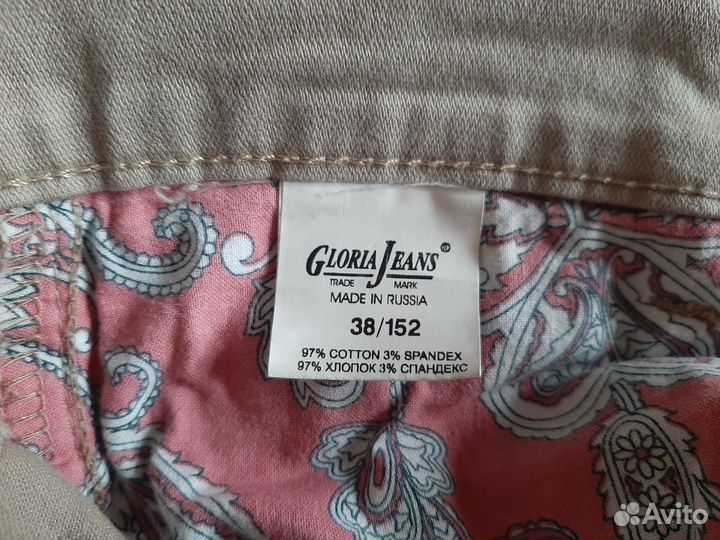 GLORIA JEANS ®
TRADE MARK
MADE IN RUSSIA
38/152
97% COTTON 3% SPANDEX
97% ХЛОПОК 3% СПАНДЕКС
Avito